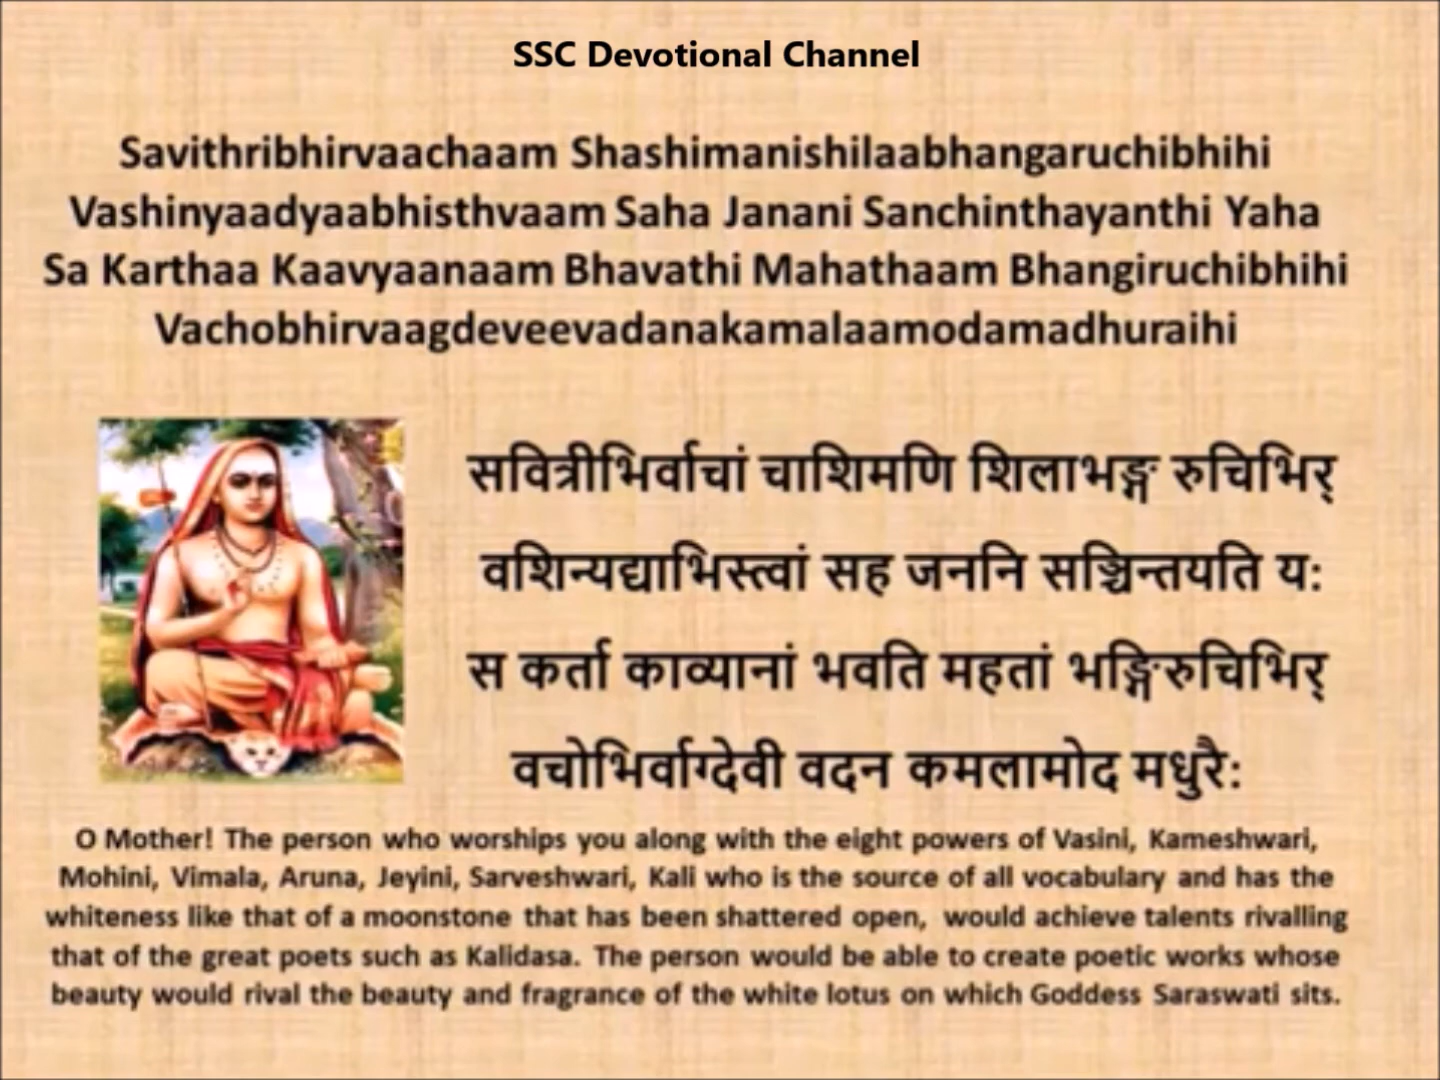 SSC Devotional Channel
Savithribhirvaachaam Shashimanishilaabhangaruchibhihi
Vashinyaadyaabhisthvaam Saha Janani Sanchinthayanthi Yaha
Sa Karthaa Kaavyaanaam Bhavathi Mahathaam Bhangiruchibhihi
Vachobhirvaagdeveevadanakamalaamodamadhuraihi
सवित्रीभिर्वाचां चाशिमणि शिलाभङ्ग रुचिभिर्
वशिन्यद्याभिस्त्वां सह जननि सञ्चिन्तयति य:
स कर्ता काव्यानां भवति महतां भङ्गिरुचिभिर्
वचोभिर्वाग्देवी वदन कमलामोद मधुरै:
O Mother! The person who worships you along with the eight powers of Vasini, Kameshwari,
Mohini, Vimala, Aruna, Jeyini, Sarveshwari, Kali who is the source of all vocabulary and has the
whiteness like that of a moonstone that has been shattered open, would achieve talents rivalling
that of the great poets such as Kalidasa. The person would be able to create poetic works whose
beauty would rival the beauty and fragrance of the white lotus on which Goddess Saraswati sits.